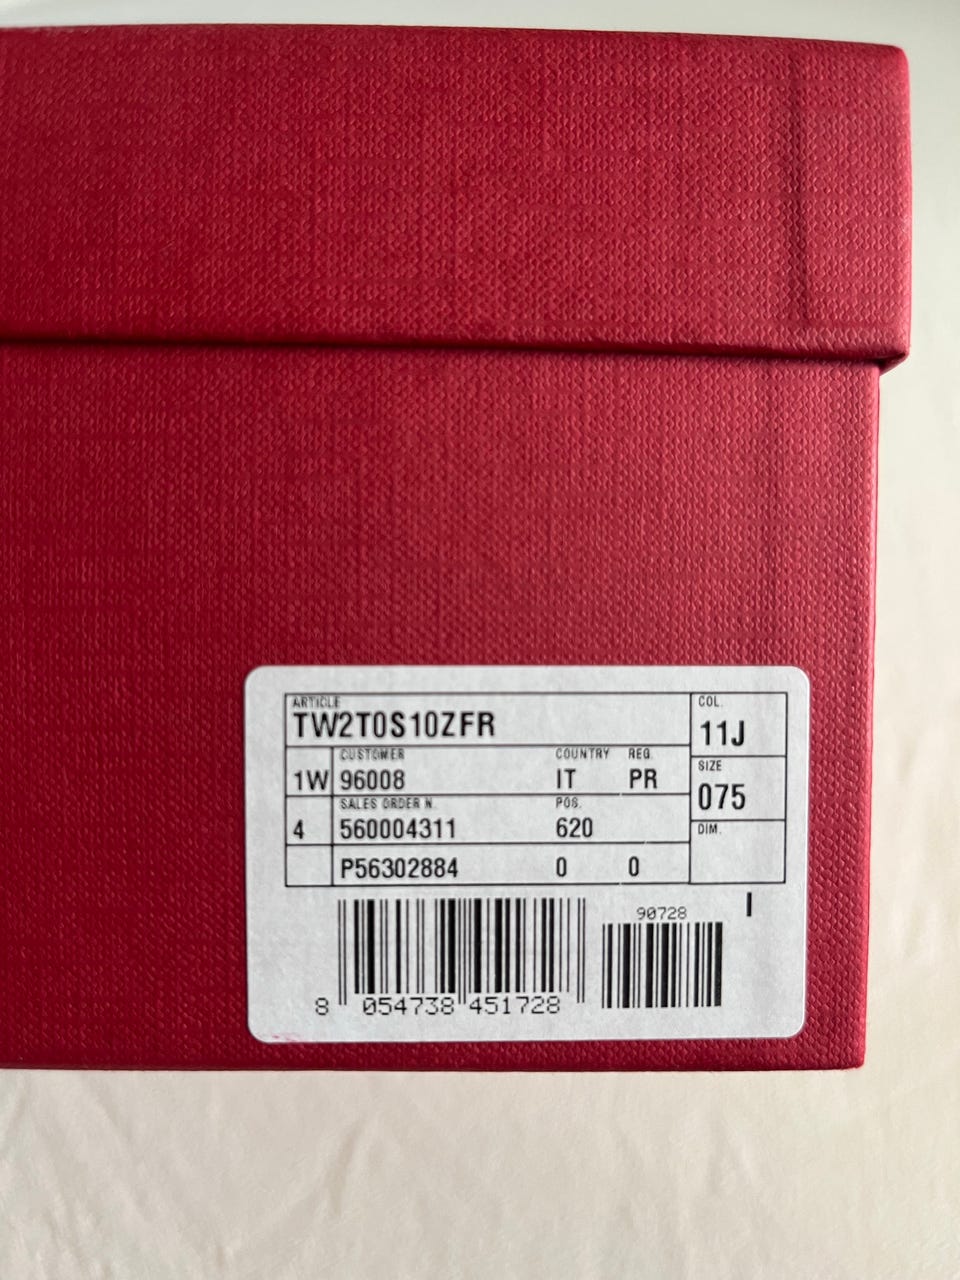 ARTICLE
TW2T0S10ZFR
COL.
11J
CUSTOMER COUNTRY REG.
1W 96008 IT PR
SIZE
075
SALES ORDER N. POS.
4 560004311 620
DIM.
P56302884 0 0
I
90728
8 054738 451728